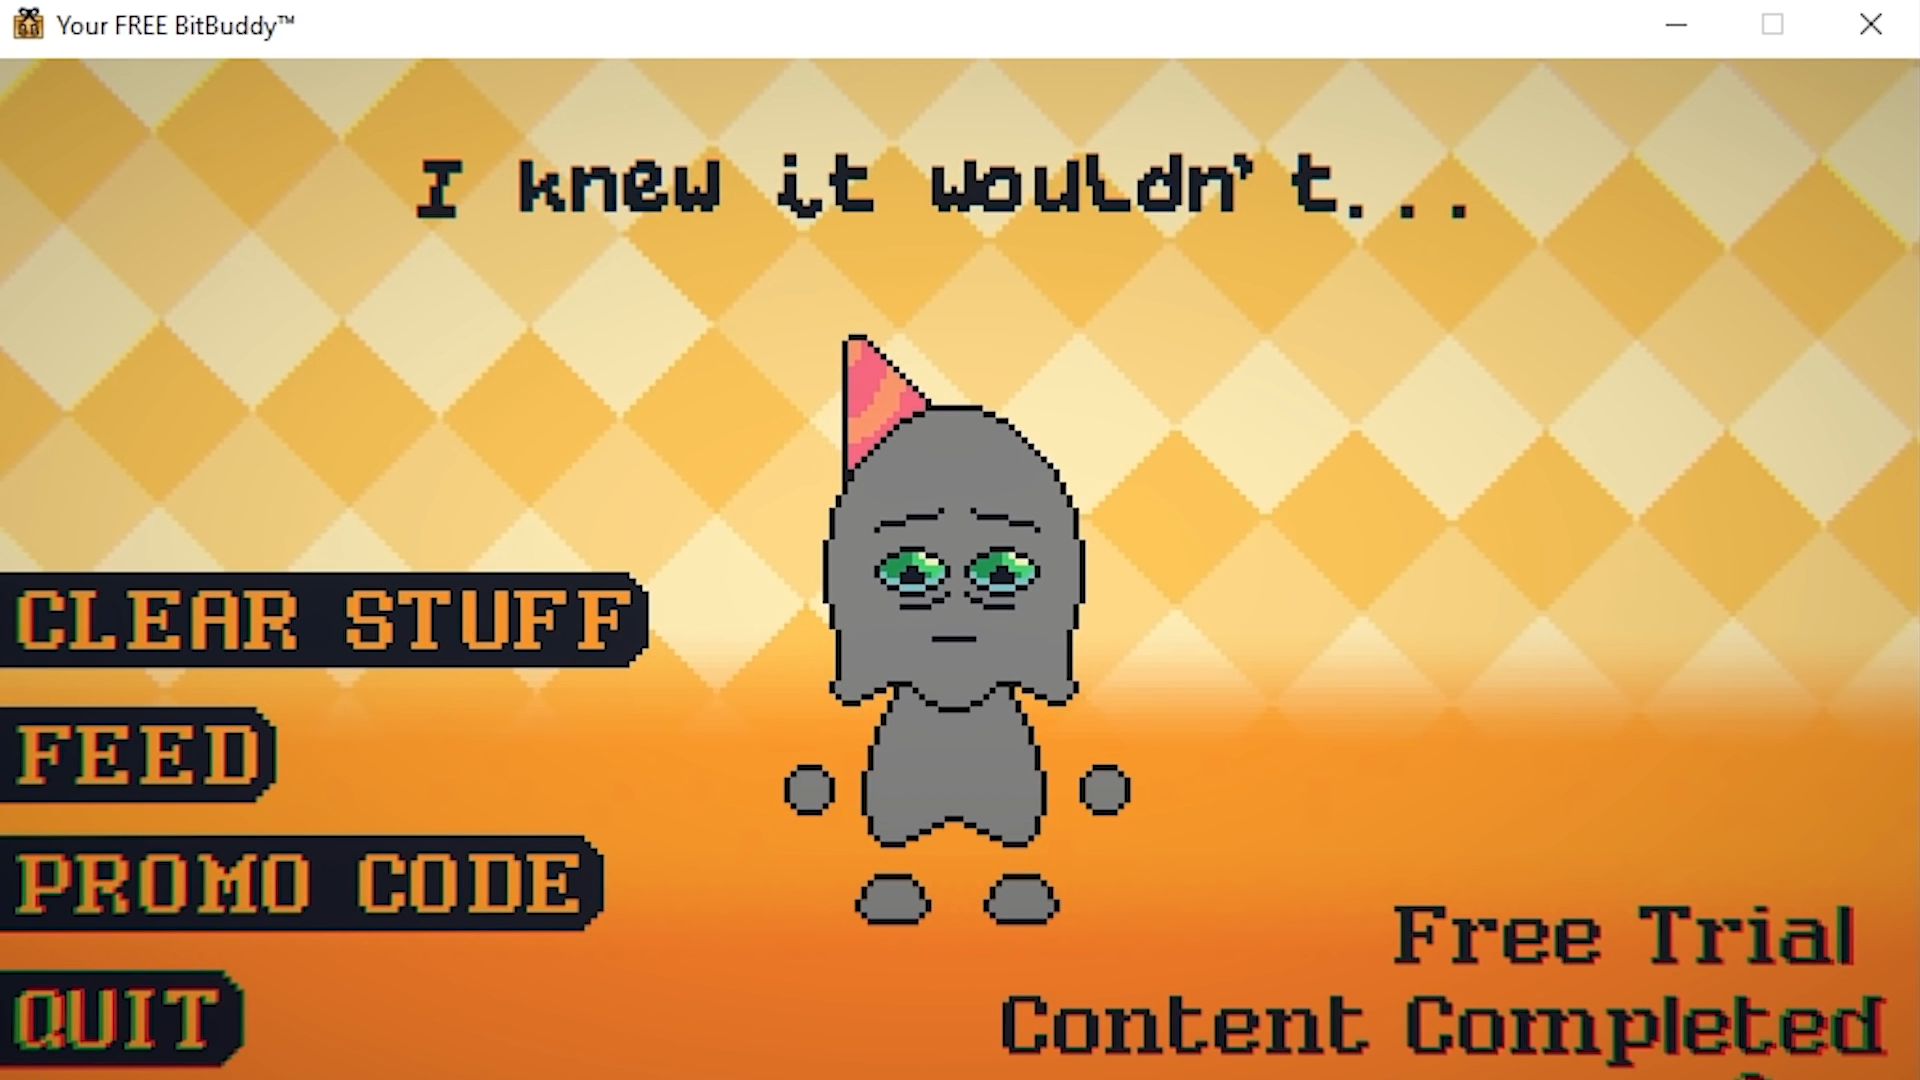 Your FREE BitBuddy™
I knew it wouldn't...
CLEAR STUFF
FEED
PROMO CODE
QUIT
Free Trial
Content Completed